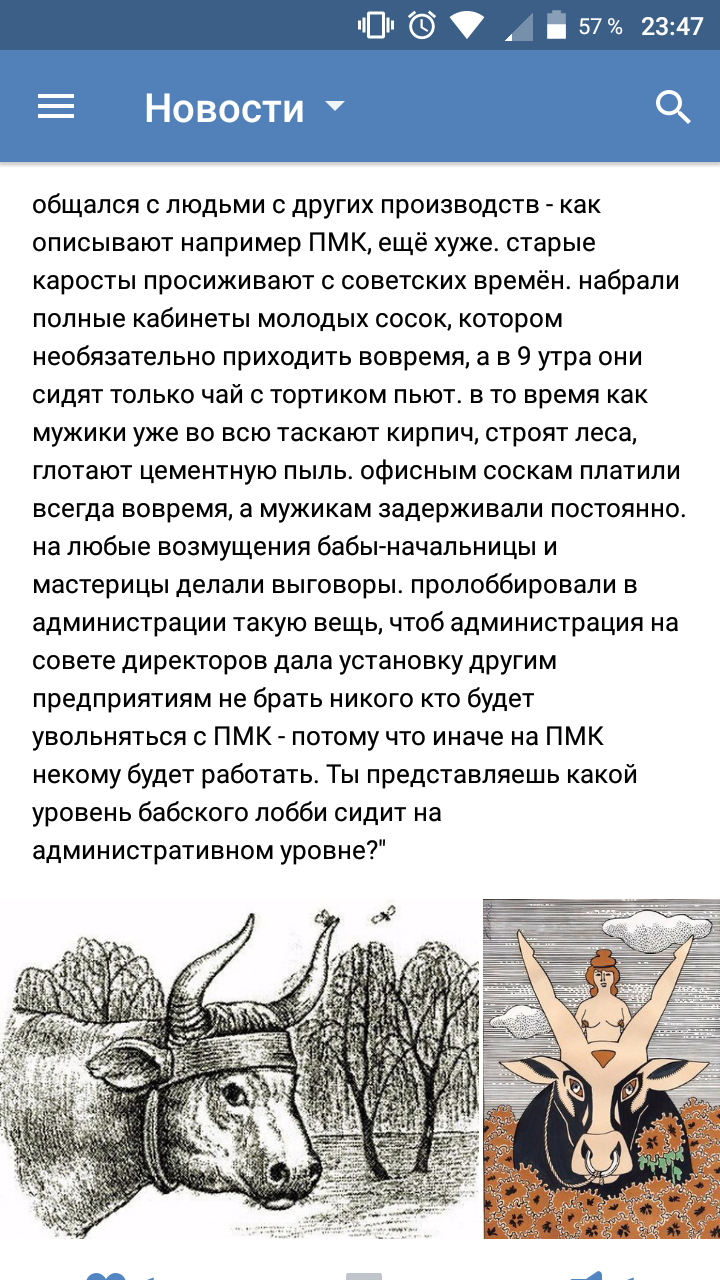 57 % 23:47
Новости
общался с людьми с других производств - как
описывают например ПМК, ещё хуже. старые
каросты просиживают с советских времён. набрали
полные кабинеты молодых сосок, котором
необязательно приходить вовремя, а в 9 утра они
сидят только чай с тортиком пьют. в то время как
мужики уже во всю таскают кирпич, строят леса,
глотают цементную пыль. офисным соскам платили
всегда вовремя, а мужикам задерживали постоянно.
на любые возмущения бабы-начальницы и
мастерицы делали выговоры. пролоббировали в
администрации такую вещь, чтоб администрация на
совете директоров дала установку другим
предприятиям не брать никого кто будет
увольняться с ПМК - потому что иначе на ПМК
некому будет работать. Ты представляешь какой
уровень бабского лобби сидит на
административном уровне?"